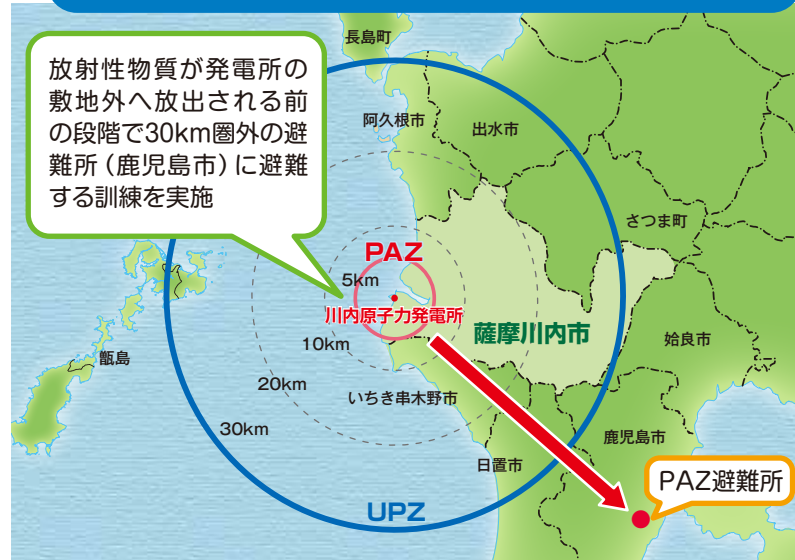 長島町
放射性物質が発電所の
敷地外へ放出される前
の段階で30km圏外の避
難所（鹿児島市）に避難
する訓練を実施
阿久根市
出水市
さつま町
PAZ
5km
川内原子力発電所
薩摩川内市
10km
姶良市
甑島
20km
いちき串木野市
30km
鹿児島市
日置市
PAZ避難所
UPZ